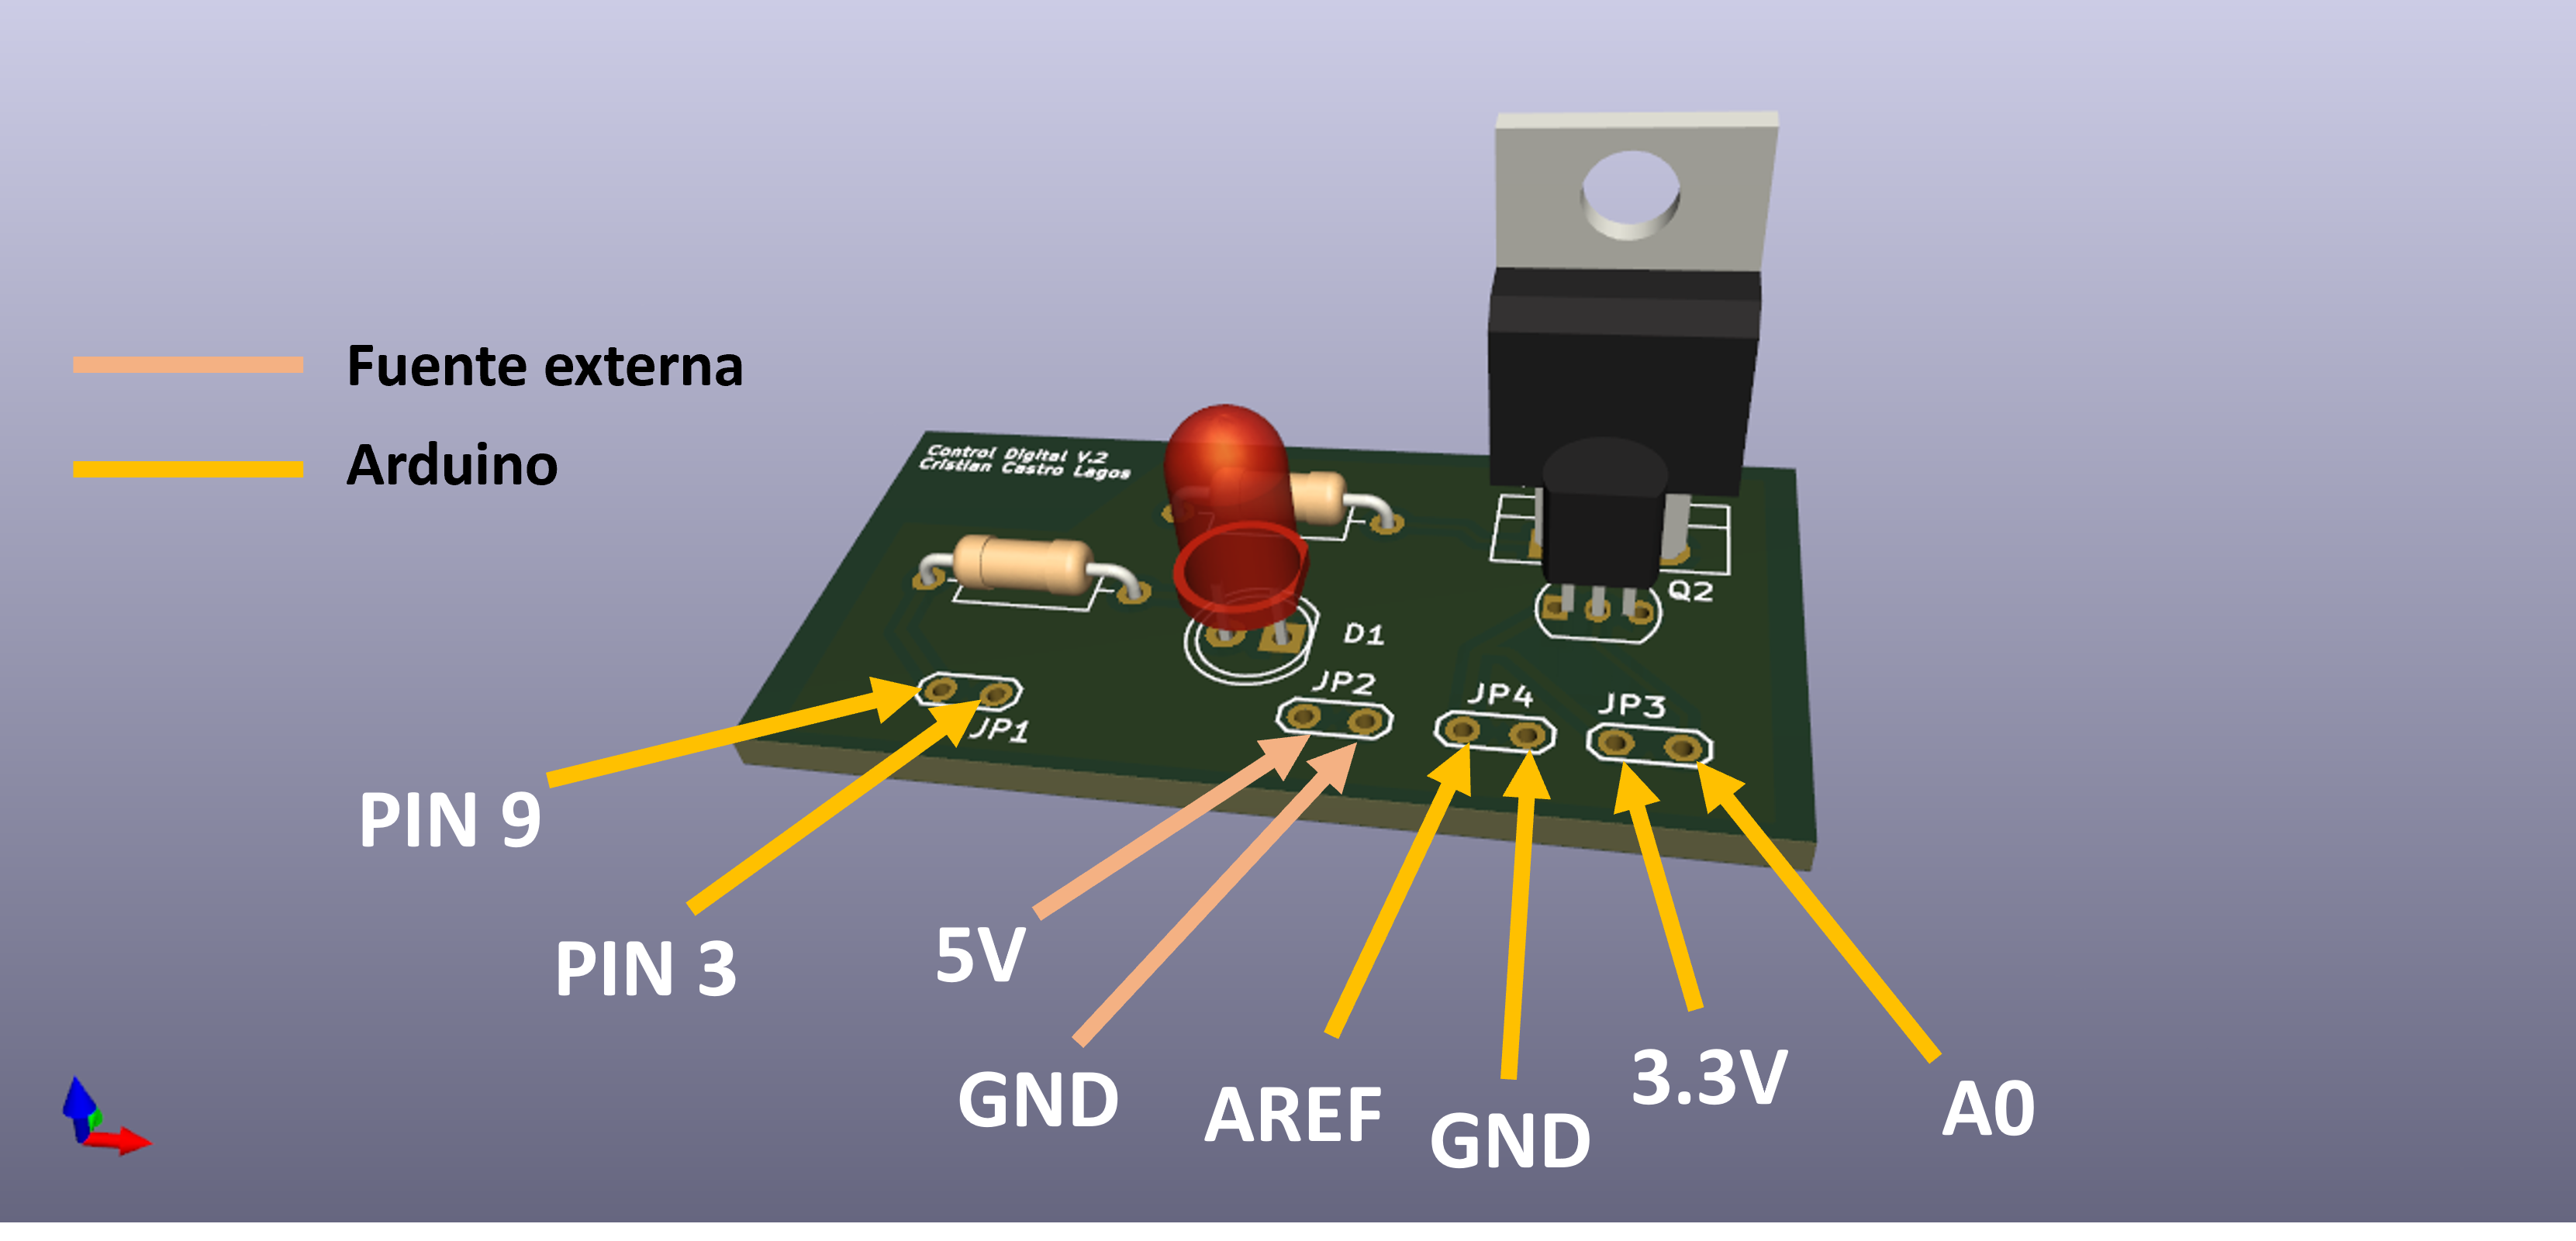 Fuente externa
Arduino
Control Digital V.2
Cristian Castro Lagos
Q2
D1
JP2
JP4
JP3
JP1
PIN 9
PIN 3
5V
GND
AREF
GND
3.3V
A0